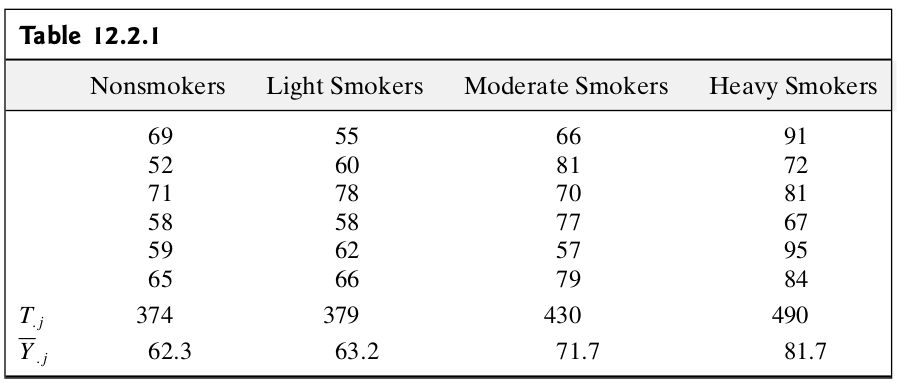 Table 12.2.1
Nonsmokers Light Smokers Moderate Smokers Heavy Smokers
69 55 66 91
52 60 81 72
71 78 70 81
58 58 77 67
59 62 57 95
65 66 79 84
T.j 374 379 430 490
Y̅.j 62.3 63.2 71.7 81.7